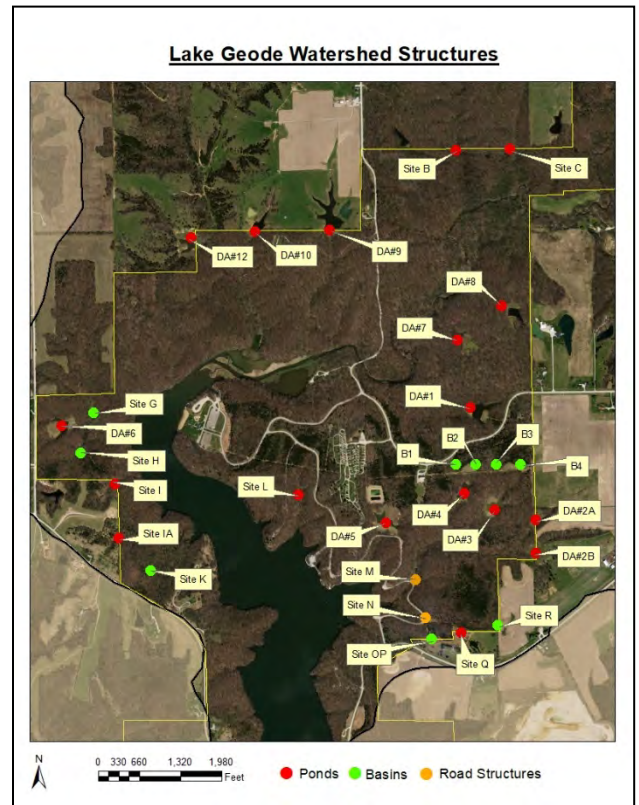 Lake Geode Watershed Structures
Site B
Site C
DA#12
DA#10
DA#9
DA#8
DA#7
DA#1
Site G
DA#6
B1
B2
B3
B4
Site H
Site I
Site L
DA#4
DA#5
DA#3
DA#2A
Site IA
DA#2B
Site M
Site K
Site N
Site R
Site OP
Site Q
N
0 330 660 1,320 1,980
Feet
Ponds Basins Road Structures